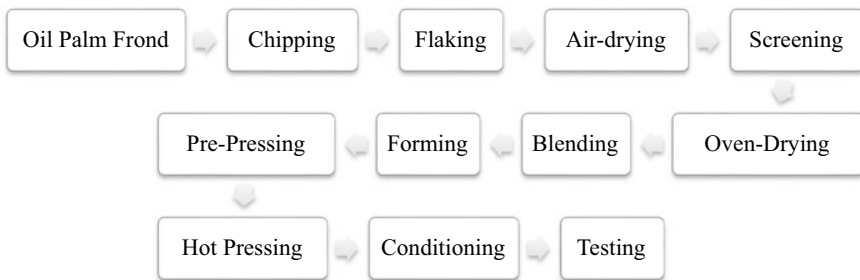 Oil Palm Frond
Chipping
Flaking
Air-drying
Screening
Oven-Drying
Blending
Forming
Pre-Pressing
Hot Pressing
Conditioning
Testing